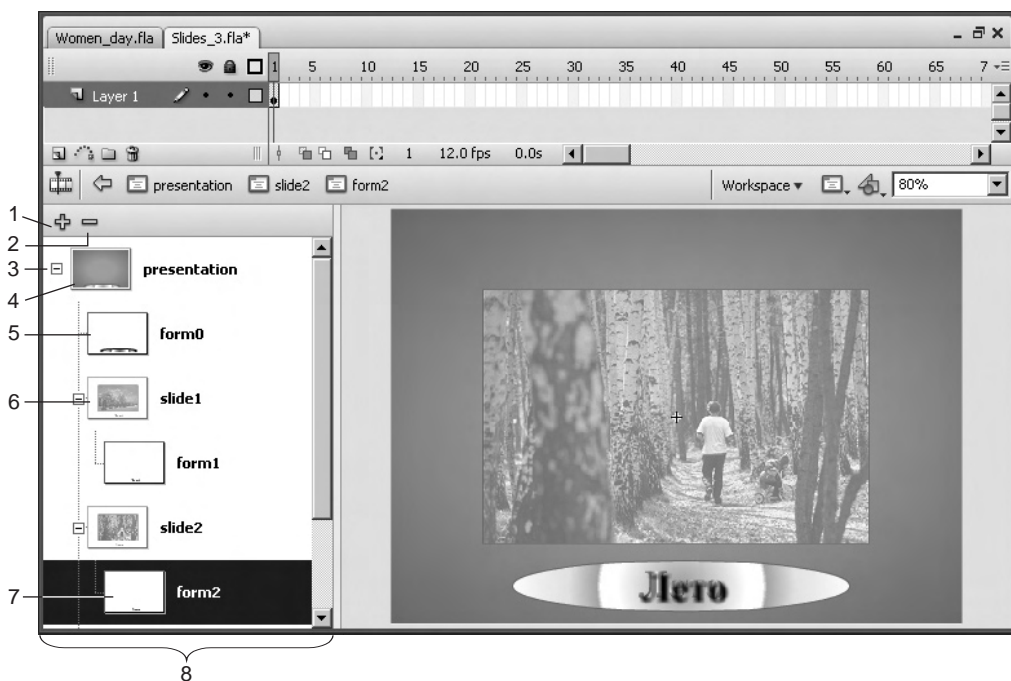 Women_day.fla Slides_3.fla*
1 5 10 15 20 25 30 35 40 45 50 55 60 65 7
Layer 1
1 12.0 fps 0.0s
presentation slide2 form2 Workspace 80%
1
2
3 presentation
4
5 form0
6 slide1
form1
slide2
7 form2
Лето
8